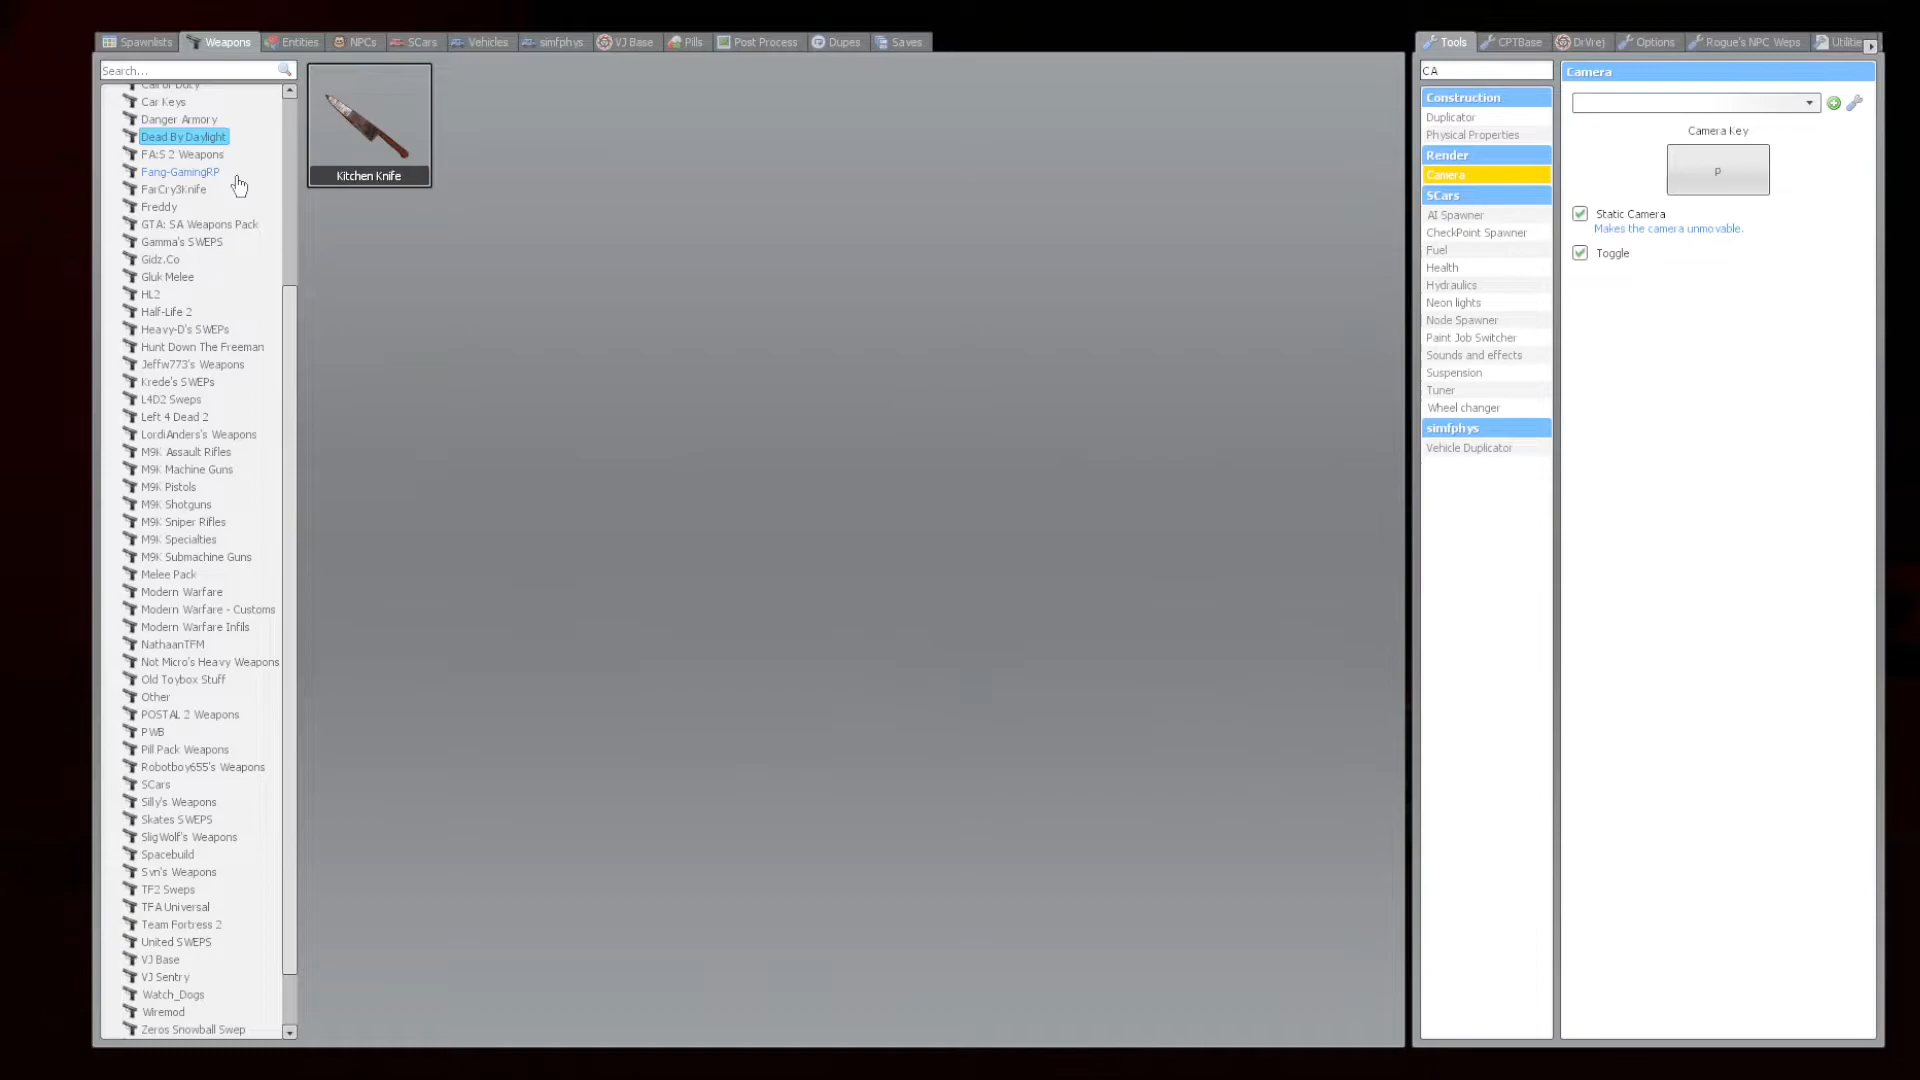 Spawnlists Weapons Entities NPCs SCars Vehicles simfphys VJ Base Pills Post Process Dupes Saves
Search...
Call of Duty
Car Keys
Danger Armory
Dead By Daylight
FA:S 2 Weapons
Fang-GamingRP
FarCry3Knife
Freddy
GTA: SA Weapons Pack
Gamma's SWEPS
Gidz.Co
Gluk Melee
HL2
Half-Life 2
Heavy-D's SWEPs
Hunt Down The Freeman
Jeffw773's Weapons
Krede's SWEPs
L4D2 Sweps
Left 4 Dead 2
LordiAnders's Weapons
M9K Assault Rifles
M9K Machine Guns
M9K Pistols
M9K Shotguns
M9K Sniper Rifles
M9K Specialties
M9K Submachine Guns
Melee Pack
Modern Warfare
Modern Warfare - Customs
Modern Warfare Infils
NathaanTFM
Not Micro's Heavy Weapons
Old Toybox Stuff
Other
POSTAL 2 Weapons
PWB
Pill Pack Weapons
Robotboy655's Weapons
SCars
Silly's Weapons
Skates SWEPS
SligWolf's Weapons
Spacebuild
Svn's Weapons
TF2 Sweps
TFA Universal
Team Fortress 2
United SWEPS
VJ Base
VJ Sentry
Watch_Dogs
Wiremod
Zeros Snowball Swep
Kitchen Knife
Tools CPTBase DrVrej Options Rogue's NPC Weps Utilitie
CA
Construction
Duplicator
Physical Properties
Render
Camera
SCars
AI Spawner
CheckPoint Spawner
Fuel
Health
Hydraulics
Neon lights
Node Spawner
Paint Job Switcher
Sounds and effects
Suspension
Tuner
Wheel changer
simfphys
Vehicle Duplicator
Camera
Camera Key
P
Static Camera
Makes the camera unmovable.
Toggle